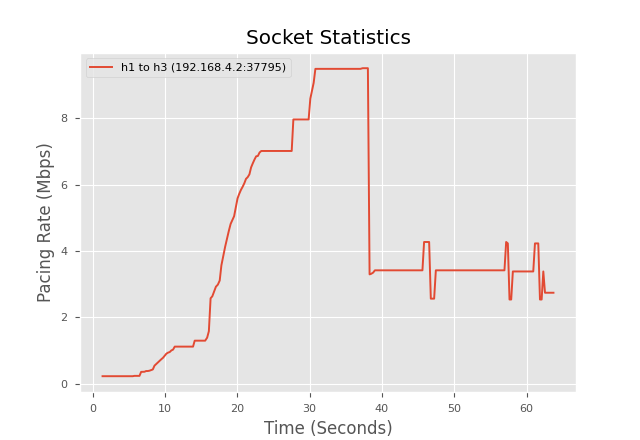 Socket Statistics
h1 to h3 (192.168.4.2:37795)
Pacing Rate (Mbps)
8
6
4
2
0
0 10 20 30 40 50 60
Time (Seconds)